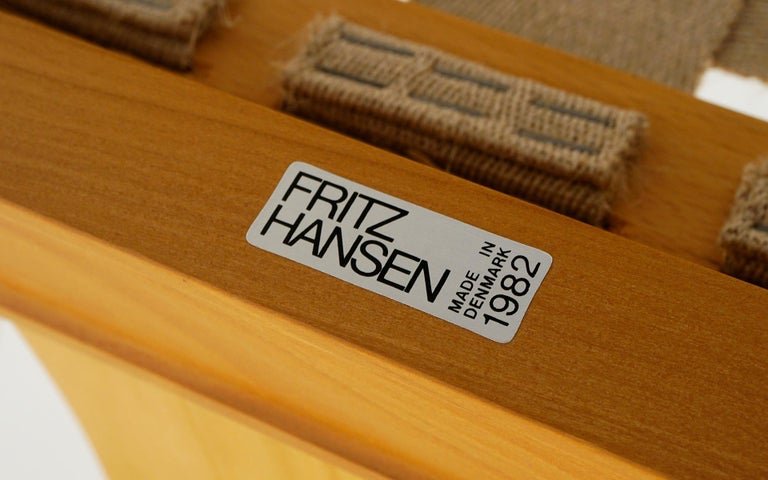 FRITZ
HANSEN
MADE IN
DENMARK
1982